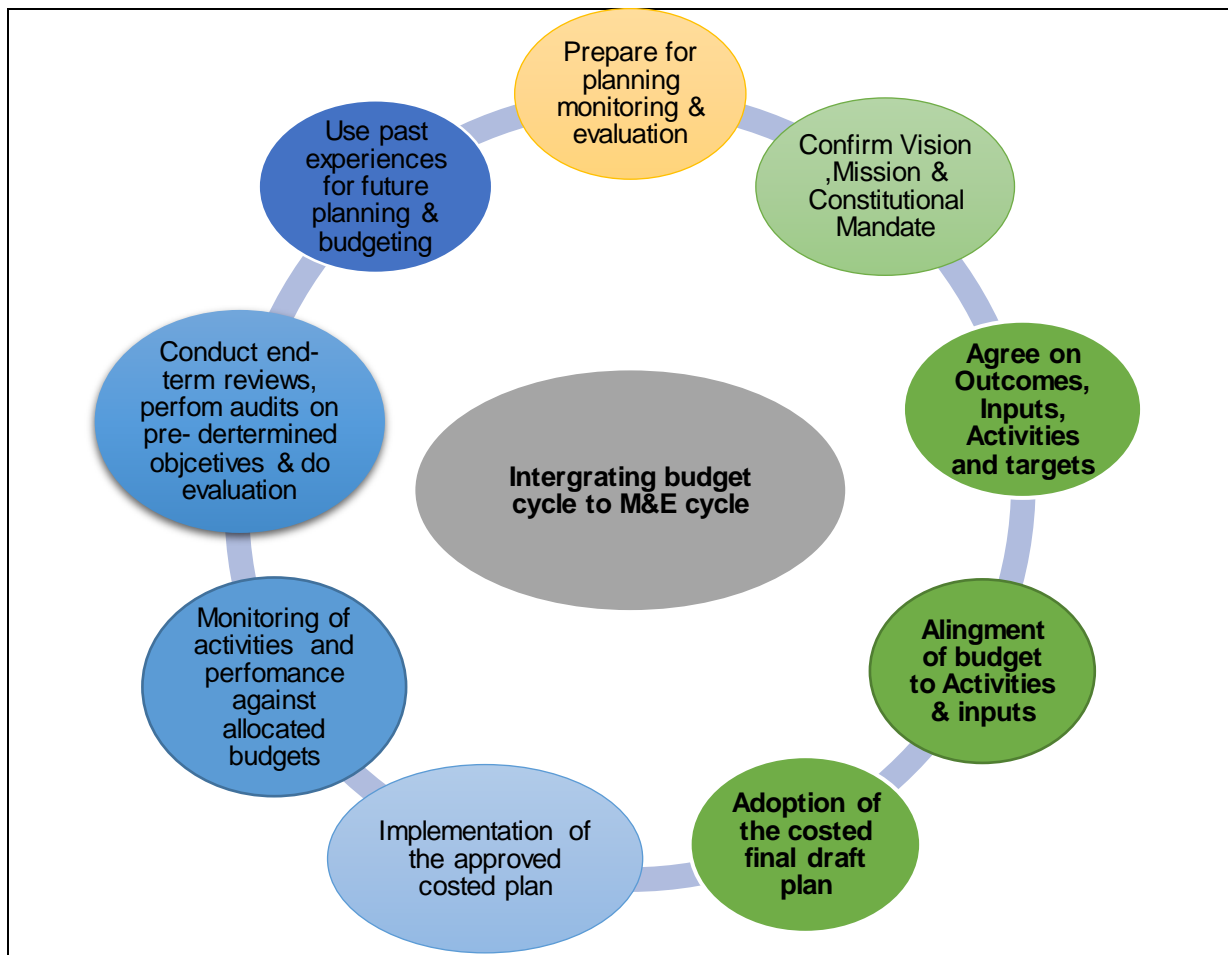 Prepare for
planning
monitoring &
evaluation
Confirm Vision
,Mission &
Constitutional
Mandate
Agree on
Outcomes,
Inputs,
Activities
and targets
Alingment
of budget
to Activities
& inputs
Adoption of
the costed
final draft
plan
Implementation of
the approved
costed plan
Monitoring of
activities and
perfomance
against
allocated
budgets
Conduct end-
term reviews,
perfom audits on
pre- dertermined
objcetives & do
evaluation
Use past
experiences
for future
planning &
budgeting
Intergrating budget
cycle to M&E cycle